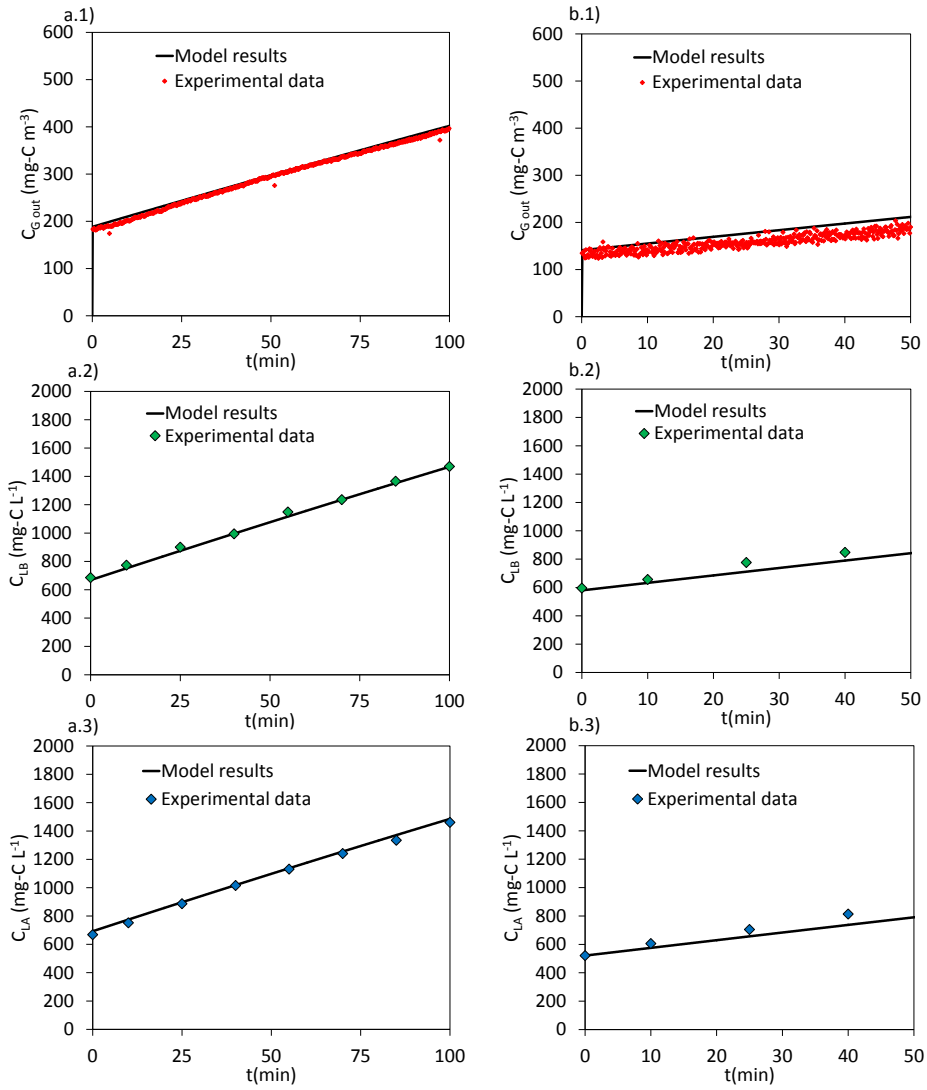 a.1)
600
500
400
300
200
100
0
C_G out (mg-C m⁻³)
Model results
Experimental data
0 25 50 75 100
t(min)
b.1)
600
500
400
300
200
100
0
C_G out (mg-C m⁻³)
Model results
Experimental data
0 10 20 30 40 50
t(min)
a.2)
2000
1800
1600
1400
1200
1000
800
600
400
200
0
C_LB (mg-C L⁻¹)
Model results
Experimental data
0 25 50 75 100
t(min)
b.2)
2000
1800
1600
1400
1200
1000
800
600
400
200
0
C_LB (mg-C L⁻¹)
Model results
Experimental data
0 10 20 30 40 50
t(min)
a.3)
2000
1800
1600
1400
1200
1000
800
600
400
200
0
C_LA (mg-C L⁻¹)
Model results
Experimental data
0 25 50 75 100
t(min)
b.3)
2000
1800
1600
1400
1200
1000
800
600
400
200
0
C_LA (mg-C L⁻¹)
Model results
Experimental data
0 10 20 30 40 50
t(min)